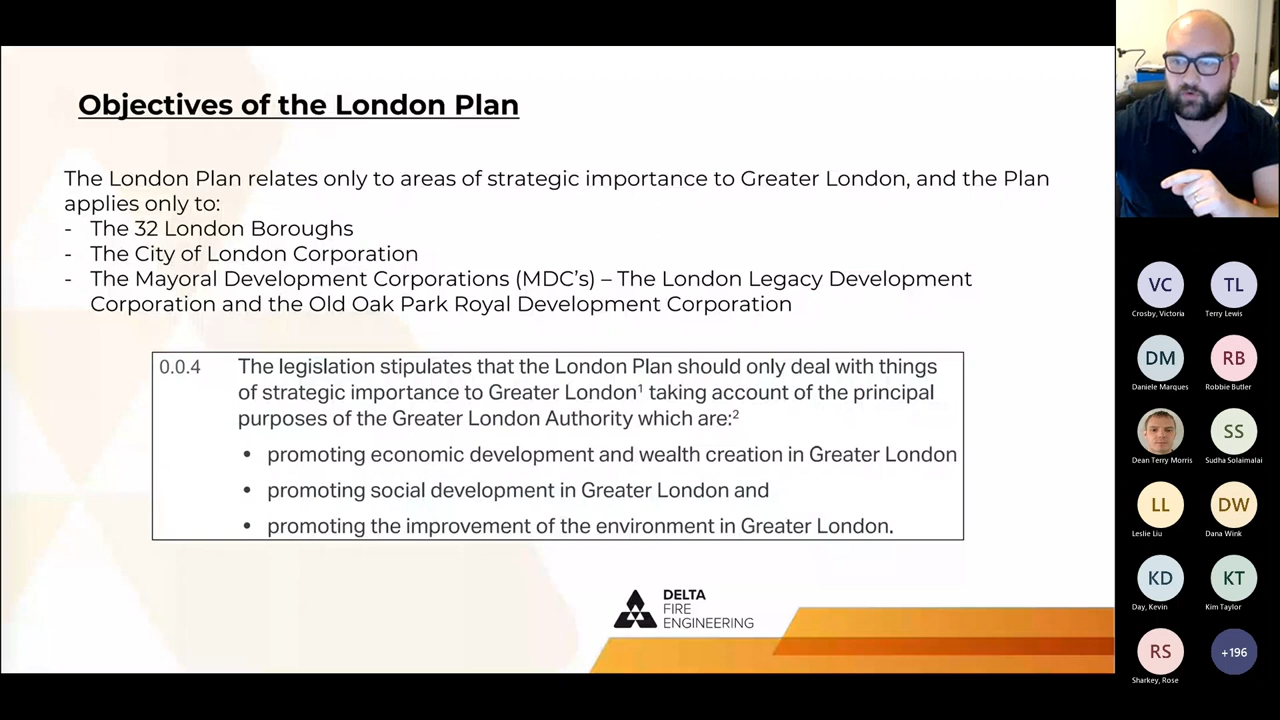 Objectives of the London Plan
The London Plan relates only to areas of strategic importance to Greater London, and the Plan
applies only to:
- The 32 London Boroughs
- The City of London Corporation
- The Mayoral Development Corporations (MDC's) – The London Legacy Development
Corporation and the Old Oak Park Royal Development Corporation
0.0.4 The legislation stipulates that the London Plan should only deal with things
of strategic importance to Greater London¹ taking account of the principal
purposes of the Greater London Authority which are:²
• promoting economic development and wealth creation in Greater London
• promoting social development in Greater London and
• promoting the improvement of the environment in Greater London.
DELTA
FIRE
ENGINEERING
VC TL
Crosby, Victoria Terry Lewis
DM RB
Daniele Marques Robbie Butler
SS
Dean Terry Morris Sudha Solaimalai
LL DW
Leslie Liu Dana Wink
KD KT
Day, Kevin Kim Taylor
RS +196
Sharkey, Rose